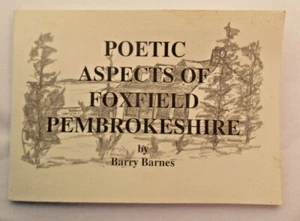 POETIC
ASPECTS OF
FOXFIELD
PEMBROKESHIRE
by
Barry Barnes